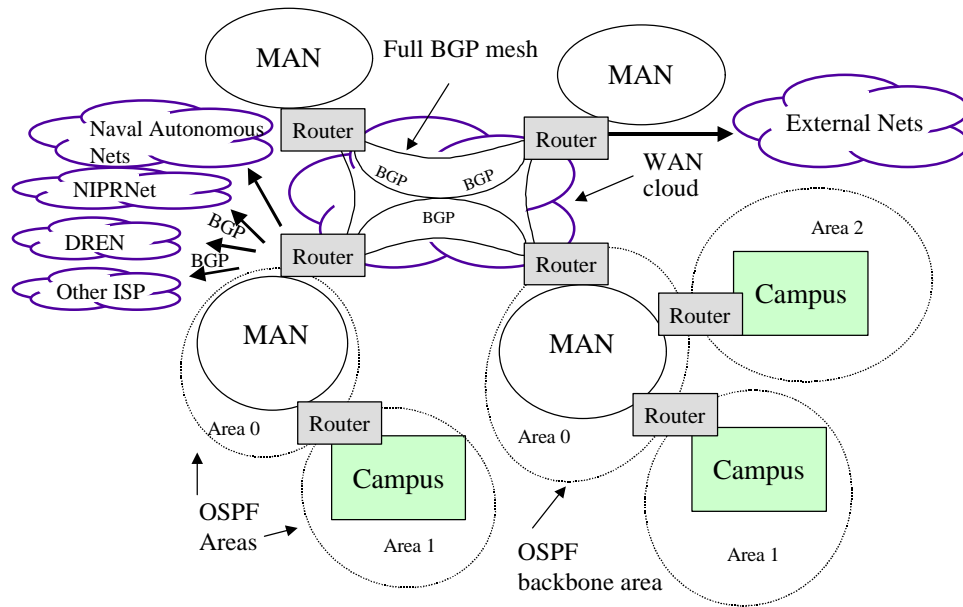 MAN
Full BGP mesh
MAN
Naval Autonomous
Nets
Router
Router
External Nets
WAN
cloud
NIPRNet
BGP
BGP
BGP
BGP
DREN
BGP
Router
Router
Area 2
Other ISP
Campus
Router
MAN
MAN
Area 0
Router
Router
Area 0
Campus
Campus
OSPF
Areas
Area 1
OSPF
backbone area
Area 1